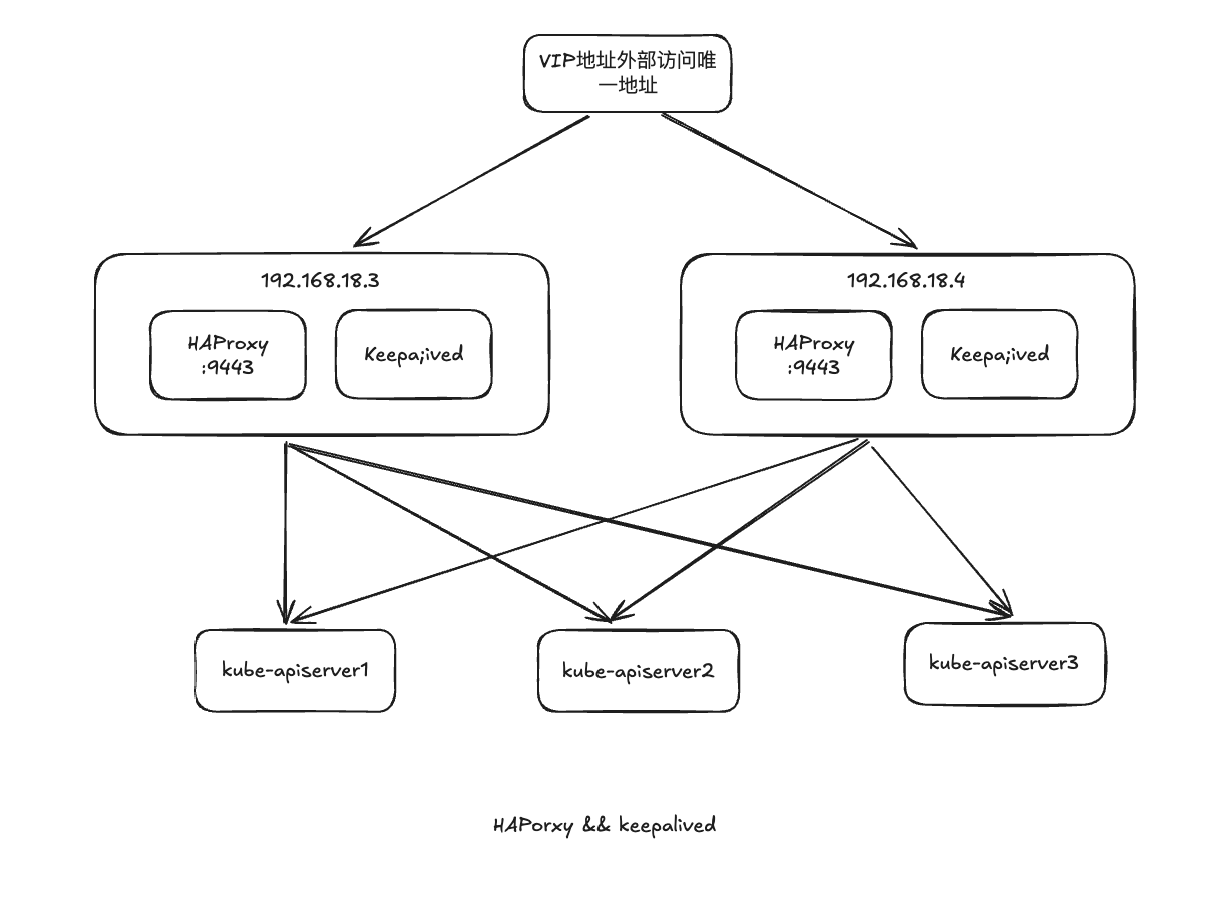 VIP地址外部访问唯
一地址
192.168.18.3
HAProxy
:9443
Keepa;ived
192.168.18.4
HAProxy
:9443
Keepa;ived
kube-apiserver1
kube-apiserver2
kube-apiserver3
HAPorxy && keepalived